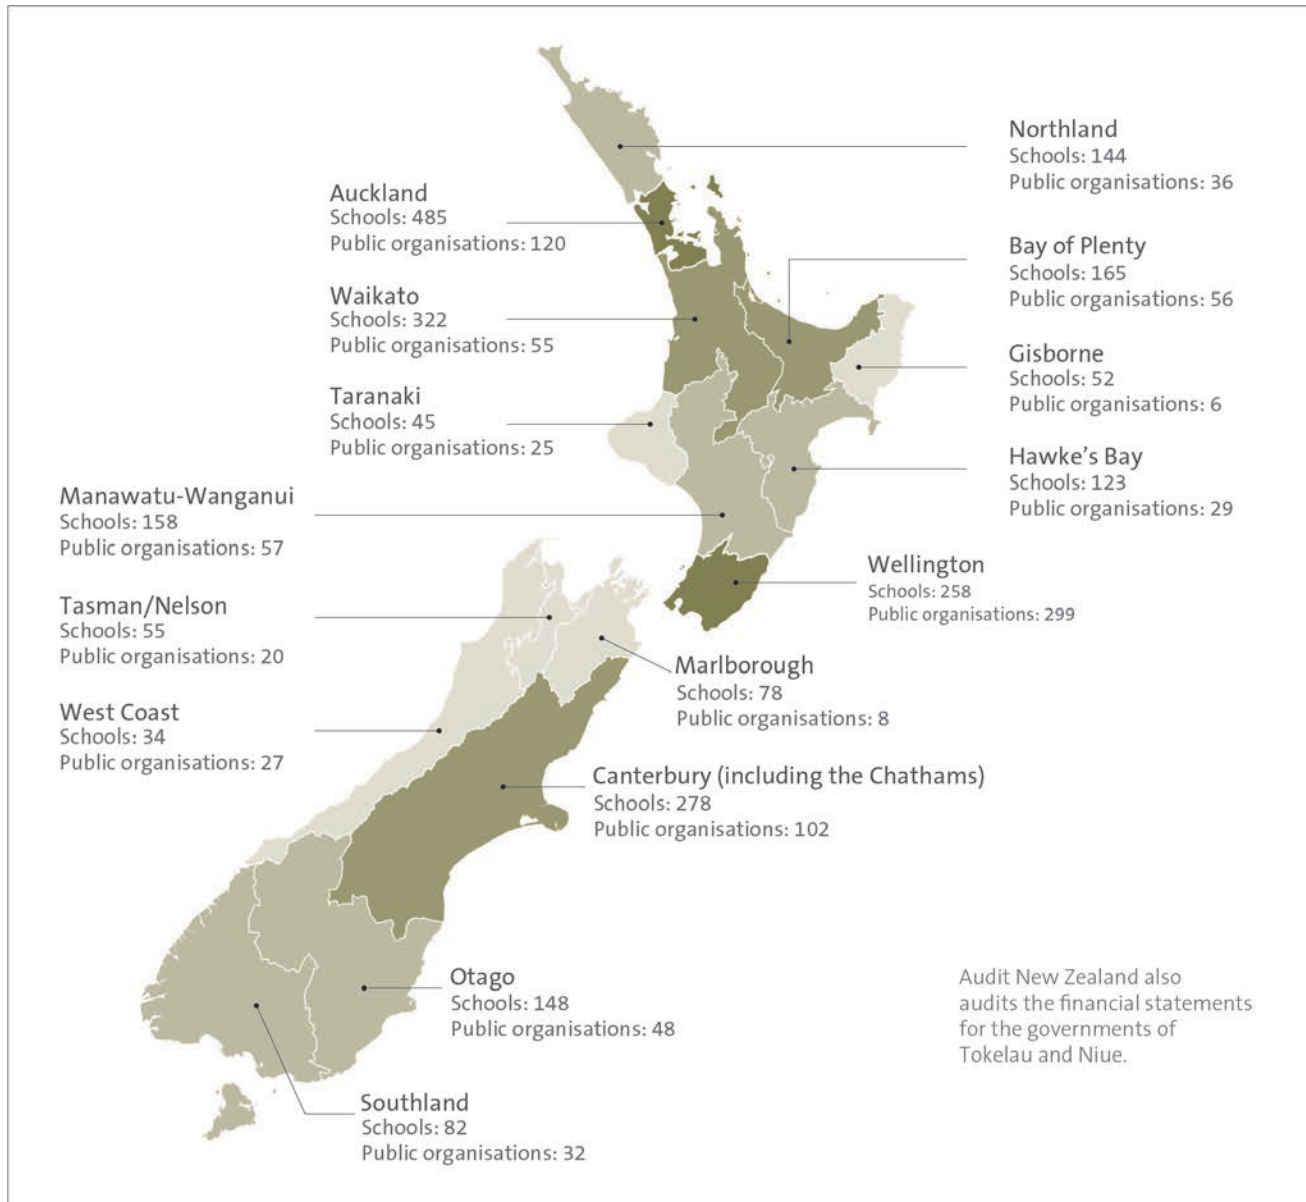 Northland
Schools: 144
Public organisations: 36
Auckland
Schools: 485
Public organisations: 120
Bay of Plenty
Schools: 165
Public organisations: 56
Waikato
Schools: 322
Public organisations: 55
Gisborne
Schools: 52
Public organisations: 6
Taranaki
Schools: 45
Public organisations: 25
Hawke's Bay
Schools: 123
Public organisations: 29
Manawatu-Wanganui
Schools: 158
Public organisations: 57
Wellington
Schools: 258
Public organisations: 299
Tasman/Nelson
Schools: 55
Public organisations: 20
Marlborough
Schools: 78
Public organisations: 8
West Coast
Schools: 34
Public organisations: 27
Canterbury (including the Chathams)
Schools: 278
Public organisations: 102
Otago
Schools: 148
Public organisations: 48
Audit New Zealand also
audits the financial statements
for the governments of
Tokelau and Niue.
Southland
Schools: 82
Public organisations: 32